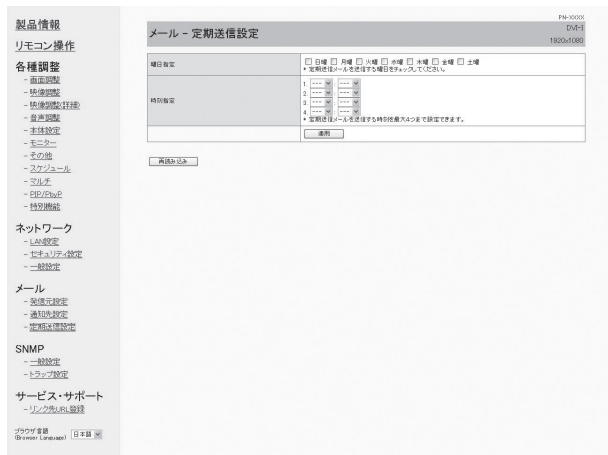 製品情報
リモコン操作
各種調整
- 画面調整
- 映像調整
- 映像調整(詳細)
- 音声調整
- 本体設定
- モニター
- その他
- スケジュール
- マルチ
- PIP/PbyP
- 特別機能
ネットワーク
- LAN設定
- セキュリティ設定
- 一般設定
メール
- 発信元設定
- 通知先設定
- 定期送信設定
SNMP
- 一般設定
- トラップ設定
サービス・サポート
- リンク先URL登録
ブラウザ言語
(Browser Language) 日本語
PN-XXXX
メール - 定期送信設定
DVI-I
1920x1080
曜日指定
日曜 月曜 火曜 水曜 木曜 金曜 土曜
* 定期送信メールを送信する曜日をチェックしてください。
時刻指定
1. --- : ---
2. --- : ---
3. --- : ---
4. --- : ---
* 定期送信メールを送信する時刻を最大4つまで設定できます。
適用
再読み込み